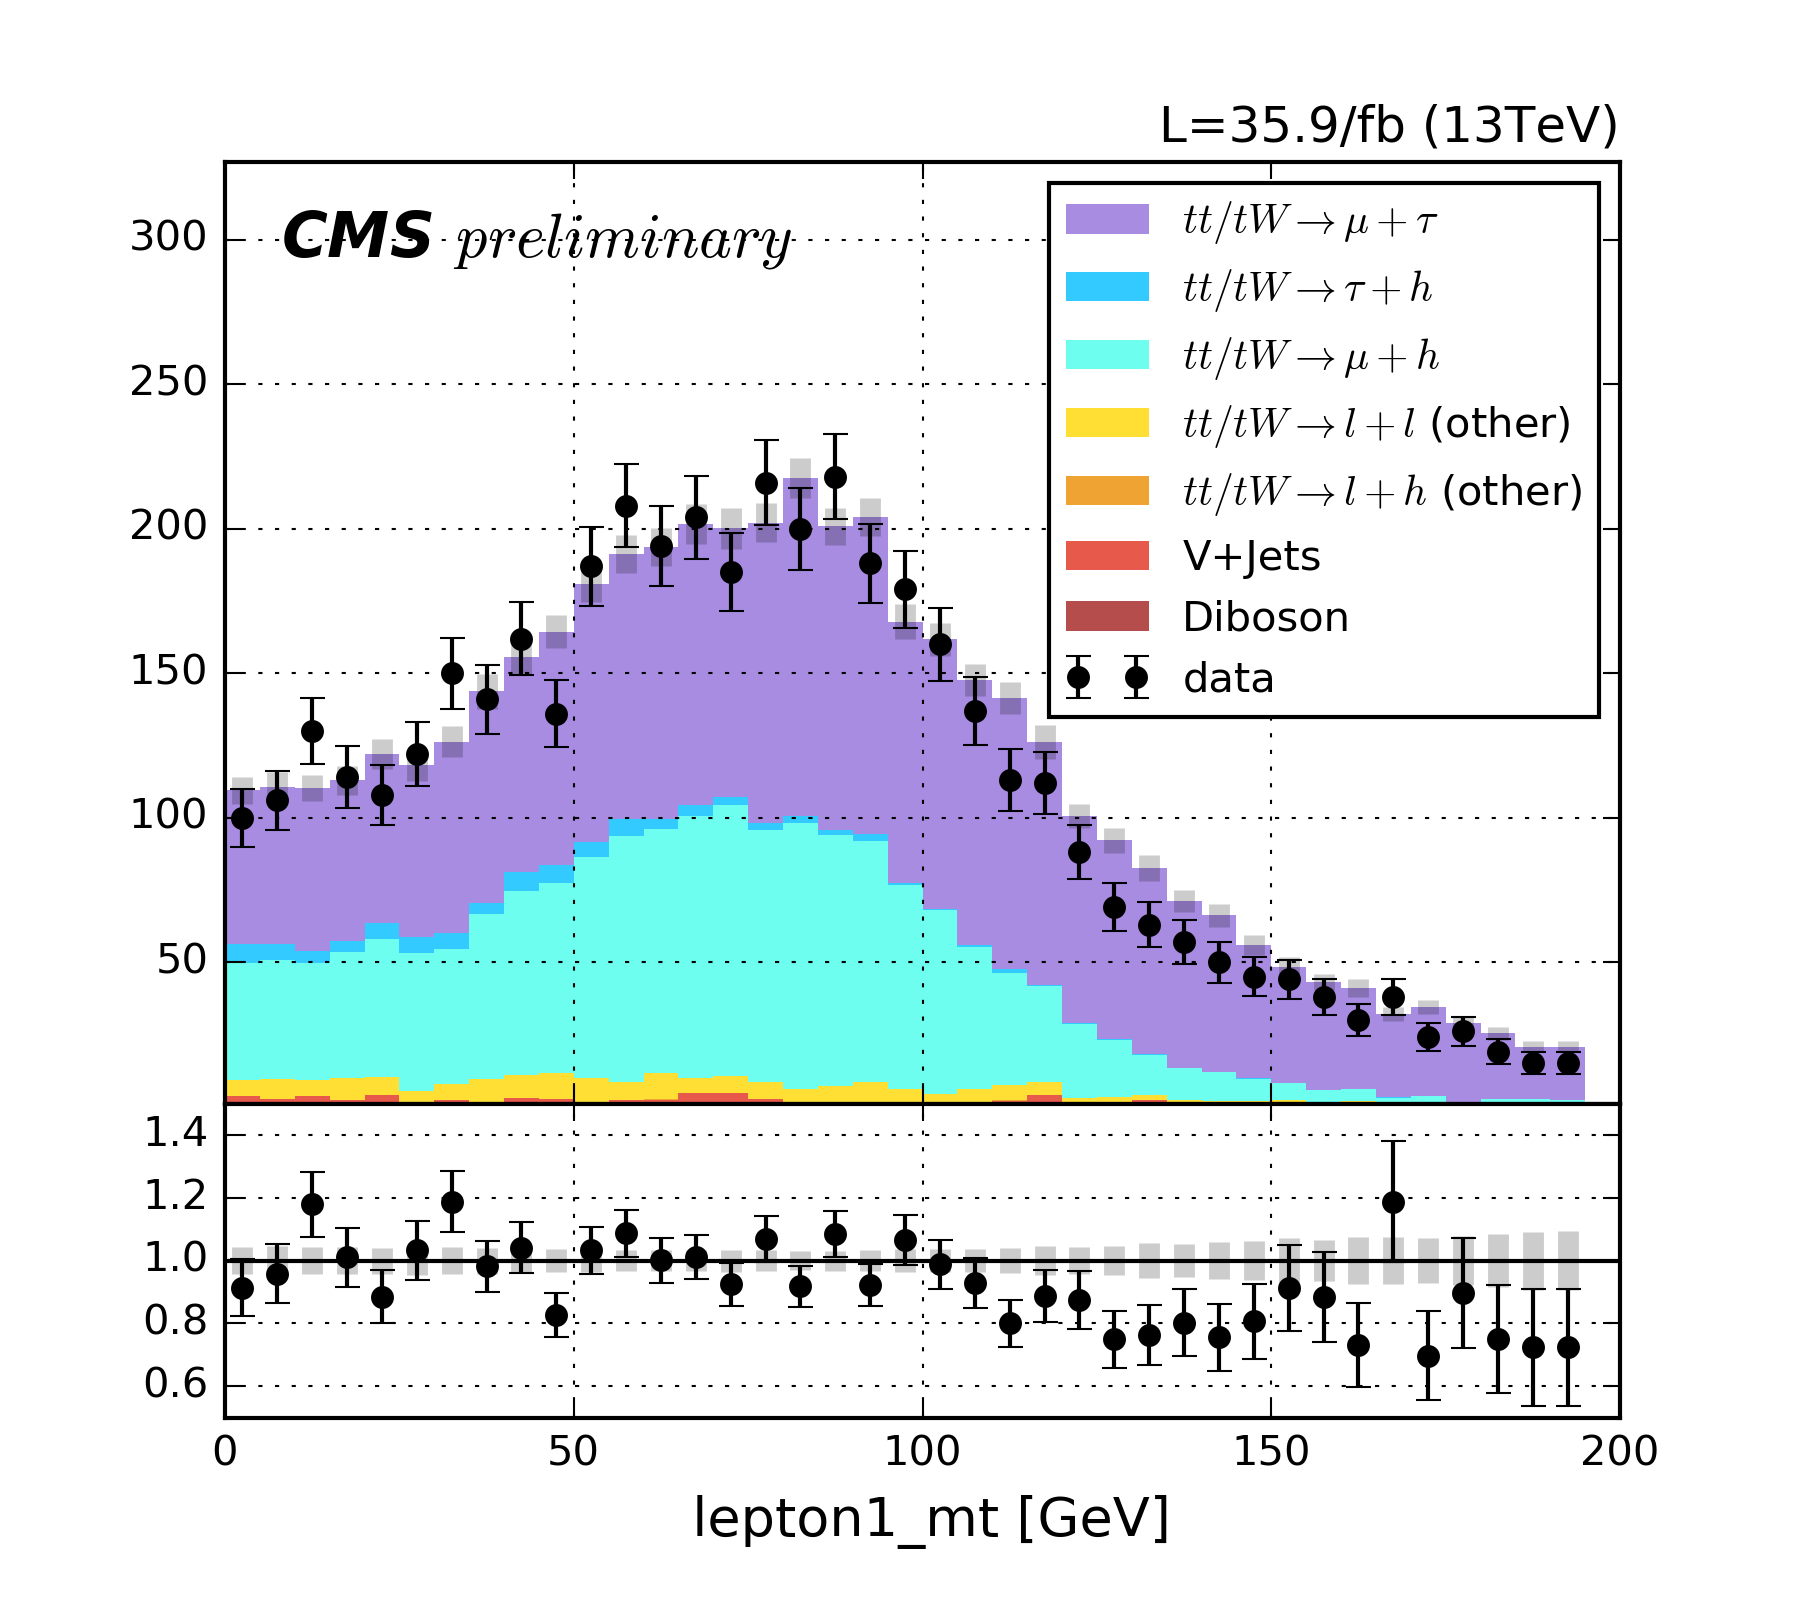 L=35.9/fb (13TeV)
CMS preliminary
300
250
200
150
100
50
tt/tW → μ + τ
tt/tW → τ + h
tt/tW → μ + h
tt/tW → l + l (other)
tt/tW → l + h (other)
V+Jets
Diboson
data
1.4
1.2
1.0
0.8
0.6
0 50 100 150 200
lepton1_mt [GeV]